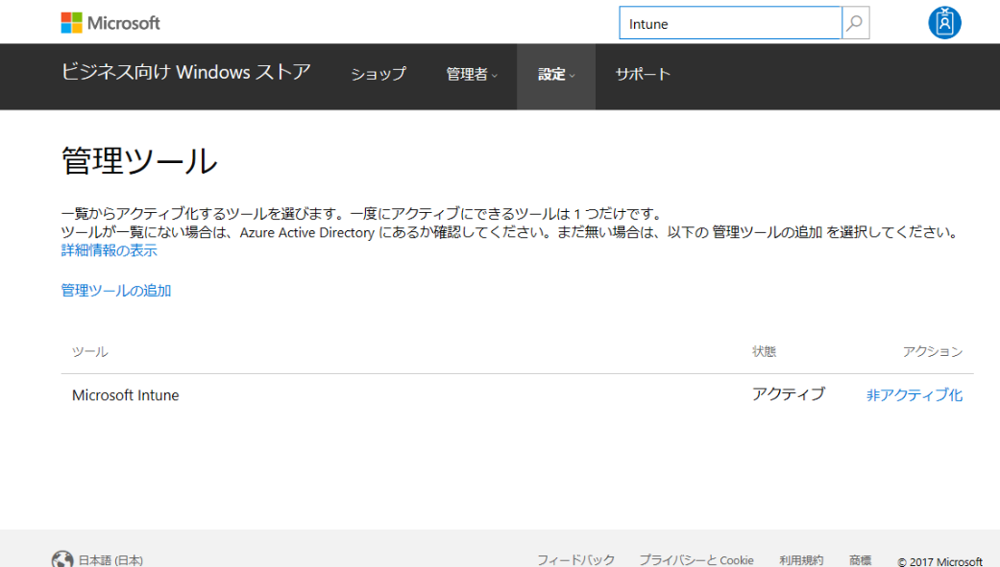 Microsoft
Intune
ビジネス向け Windows ストア ショップ 管理者 設定 サポート
管理ツール
一覧からアクティブ化するツールを選びます。一度にアクティブにできるツールは 1 つだけです。
ツールが一覧にない場合は、Azure Active Directory にあるか確認してください。まだ無い場合は、以下の 管理ツールの追加 を選択してください。
詳細情報の表示
管理ツールの追加
ツール 状態 アクション
Microsoft Intune アクティブ 非アクティブ化
日本語 (日本) フィードバック プライバシーと Cookie 利用規約 商標 © 2017 Microsoft